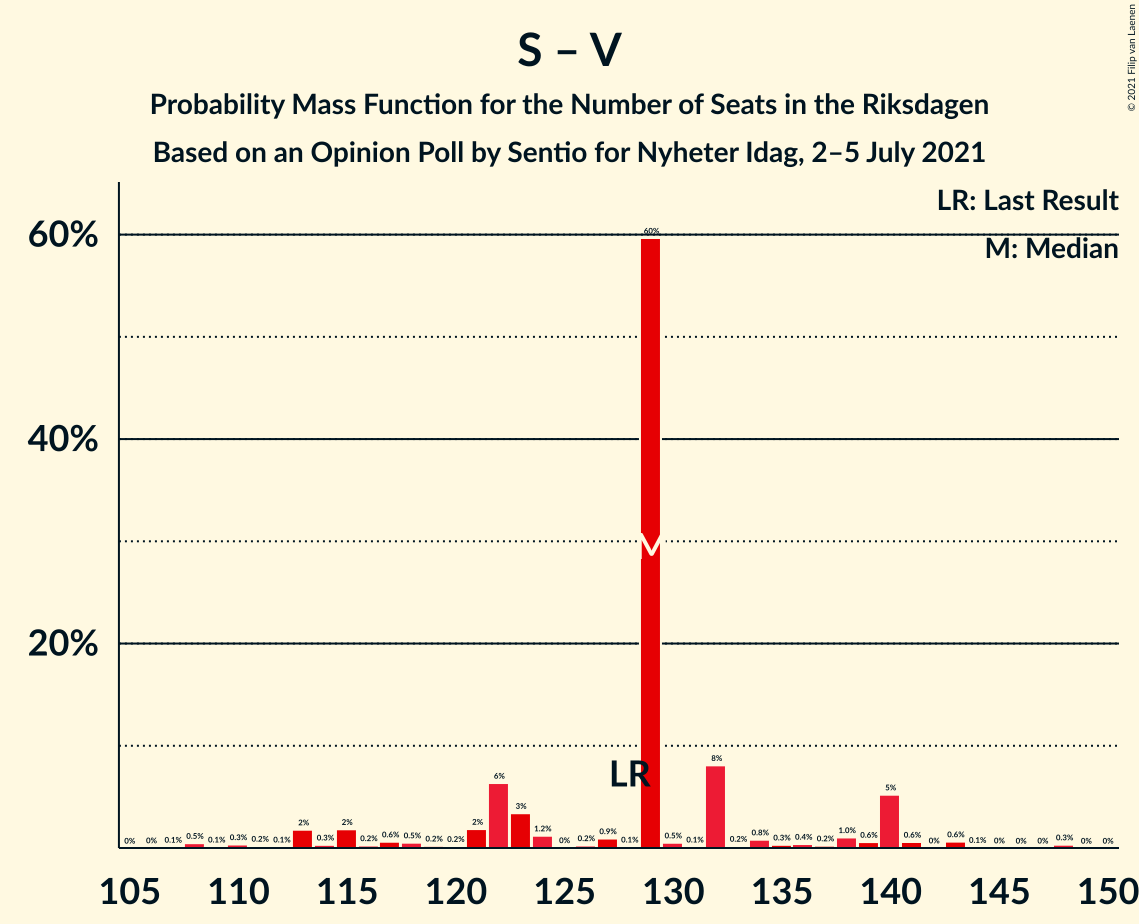 S – V
Probability Mass Function for the Number of Seats in the Riksdagen
Based on an Opinion Poll by Sentio for Nyheter Idag, 2–5 July 2021
© 2021 Filip van Laenen
LR: Last Result
M: Median
60%
40%
20%
0% 0% 0.1% 0.5% 0.1% 0.3% 0.2% 0.1% 2% 0.3% 2% 0.2% 0.6% 0.5% 0.2% 0.2% 2% 6% 3% 1.2% 0% 0.2% 0.9% 0.1% 60% 0.5% 0.1% 8% 0.2% 0.8% 0.3% 0.4% 0.2% 1.0% 0.6% 5% 0.6% 0% 0.6% 0.1% 0% 0% 0% 0.3% 0% 0%
LR
M
105 110 115 120 125 130 135 140 145 150